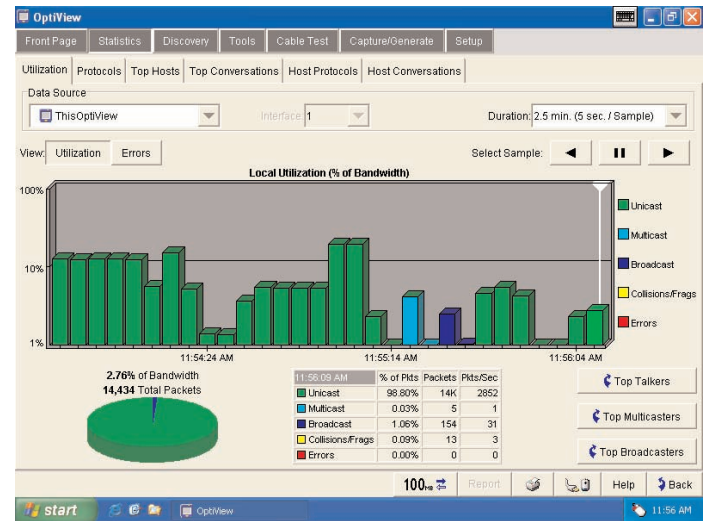 OptiView
Front Page Statistics Discovery Tools Cable Test Capture/Generate Setup
Utilization Protocols Top Hosts Top Conversations Host Protocols Host Conversations
Data Source
ThisOptiView Interface: 1 Duration: 2.5 min. (5 sec. / Sample)
View: Utilization Errors Select Sample:
Local Utilization (% of Bandwidth)
100%
10%
1%
Unicast
Multicast
Broadcast
Collisions/Frags
Errors
11:54:24 AM 11:55:14 AM 11:56:04 AM
2.76% of Bandwidth
14,434 Total Packets
11:56:09 AM % of Pkts Packets Pkts/Sec
Unicast 98.80% 14K 2852
Multicast 0.03% 5 1
Broadcast 1.06% 154 31
Collisions/Frags 0.09% 13 3
Errors 0.00% 0 0
Top Talkers
Top Multicasters
Top Broadcasters
100MB Report Help Back
start OptiView 11:56 AM